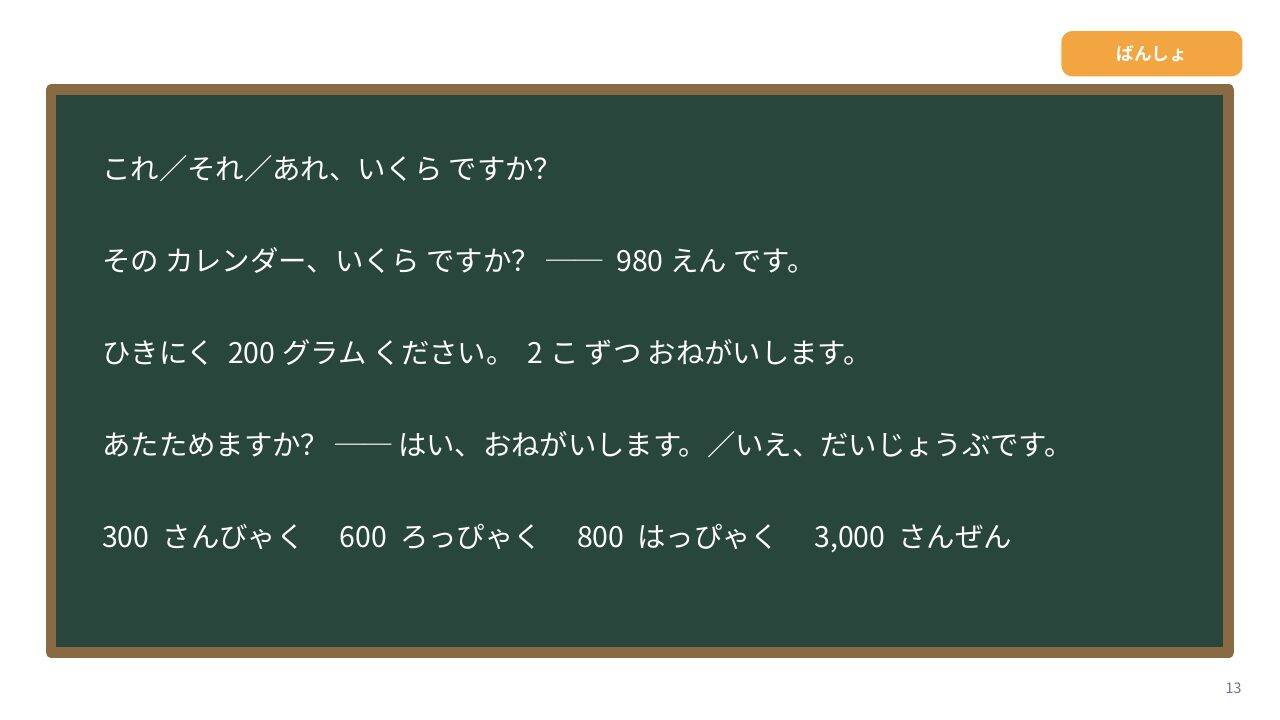 ばんしょ
これ／それ／あれ、いくら ですか?
その カレンダー、いくら ですか? ── 980 えん です。
ひきにく 200 グラム ください。 2 こ ずつ おねがいします。
あたためますか? ── はい、おねがいします。／いえ、だいじょうぶです。
300 さんびゃく 600 ろっぴゃく 800 はっぴゃく 3,000 さんぜん
13